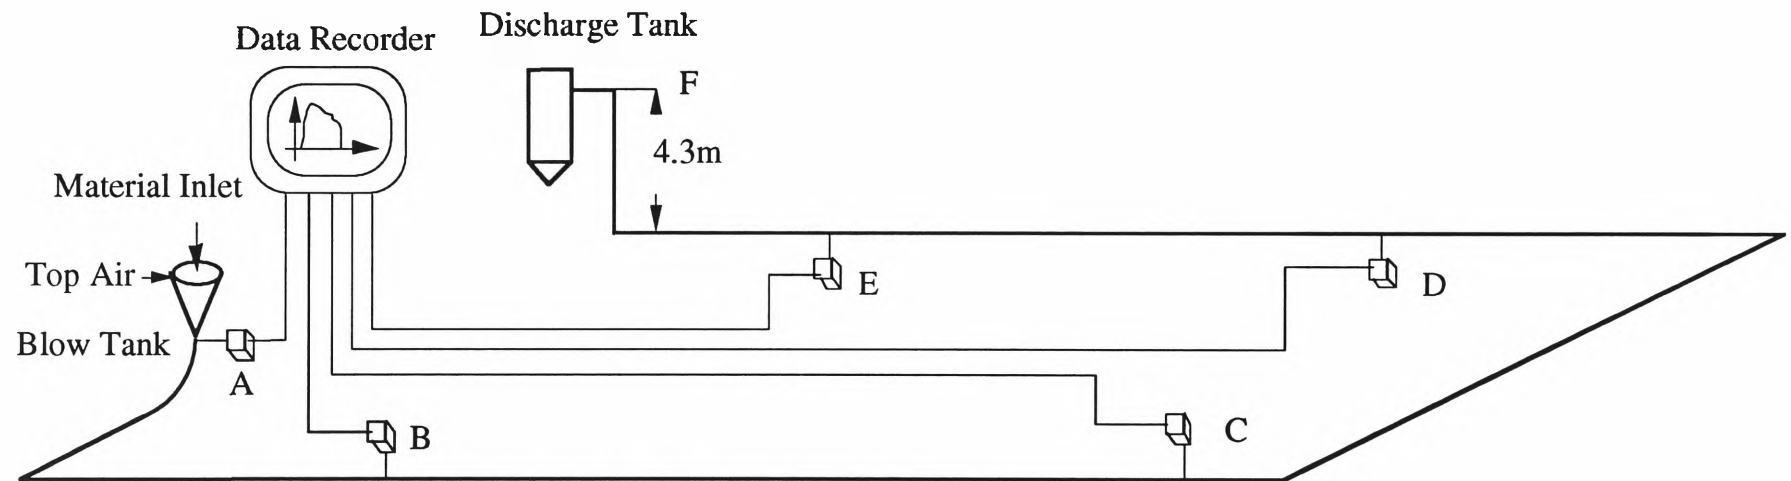 Discharge Tank
Data Recorder
F
4.3m
Material Inlet
Top Air
E
D
Blow Tank
A
B
C